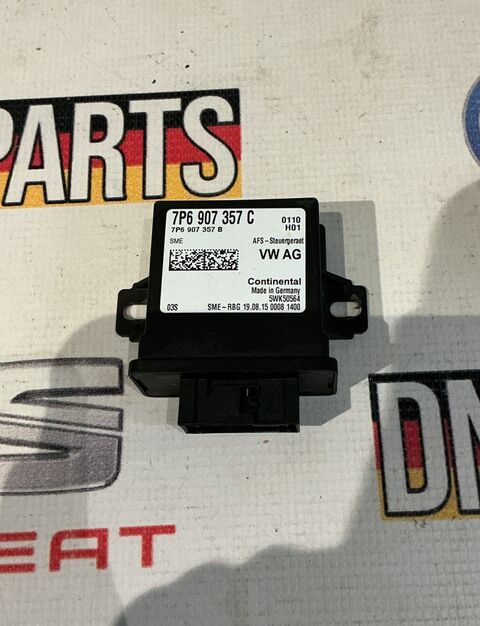 PARTS
7P6 907 357 C
7P6 907 357 B
0110
H01
SME
AFS-Steuergeraet
VW AG
Continental
Made in Germany
5WK50564
03S
SME-RBG 19.08.15 0008 1400
DN
S
EAT